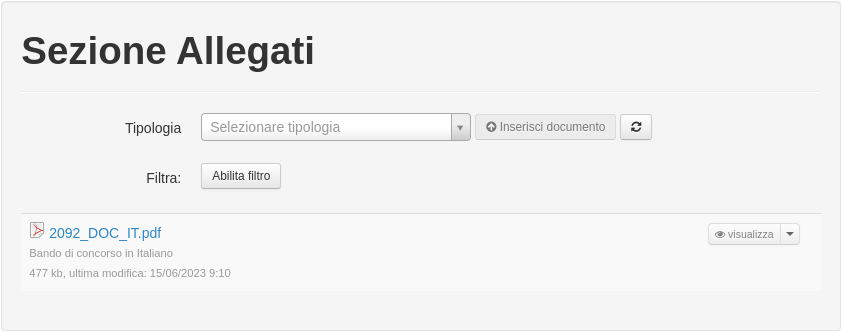 Sezione Allegati
Tipologia Selezionare tipologia Inserisci documento
Filtra: Abilita filtro
2092_DOC_IT.pdf visualizza
Bando di concorso in Italiano
477 kb, ultima modifica: 15/06/2023 9:10